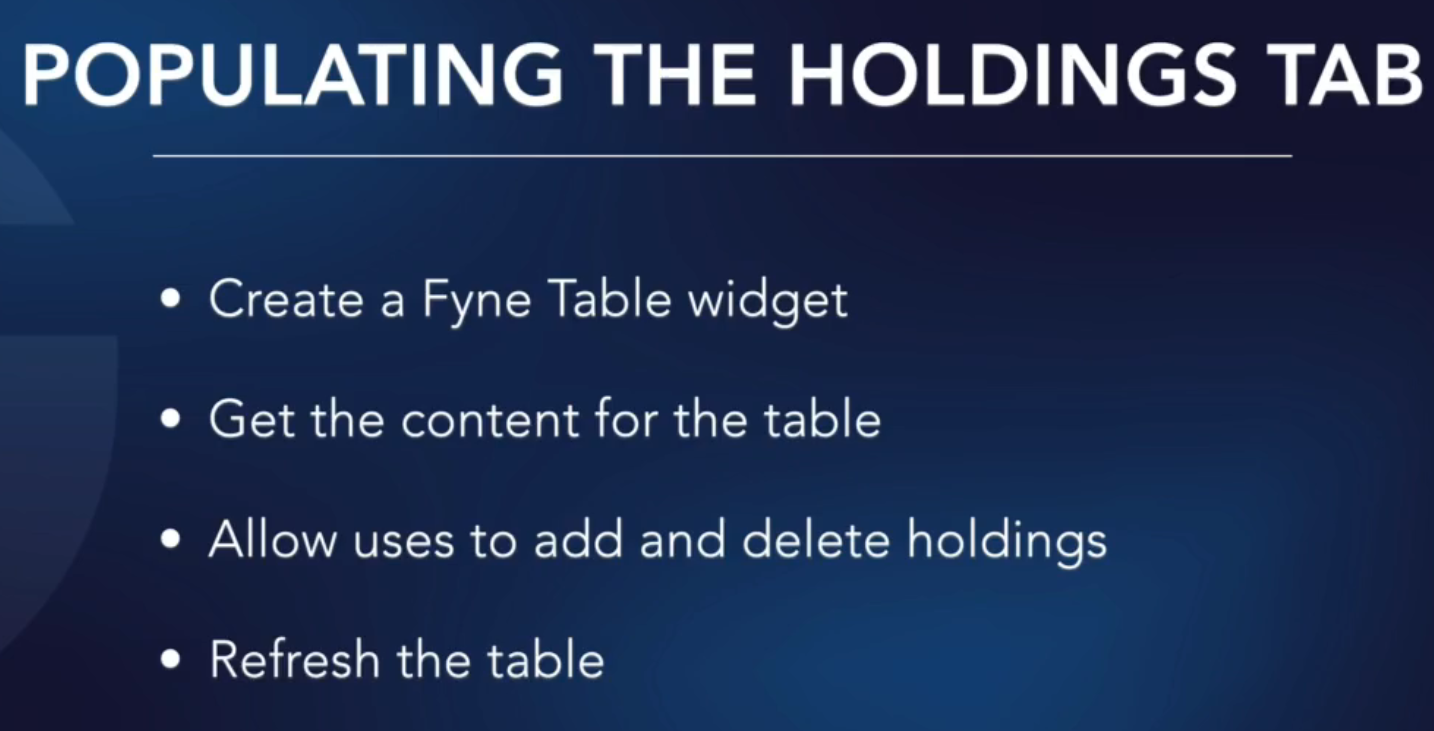 POPULATING THE HOLDINGS TAB
• Create a Fyne Table widget
• Get the content for the table
• Allow uses to add and delete holdings
• Refresh the table